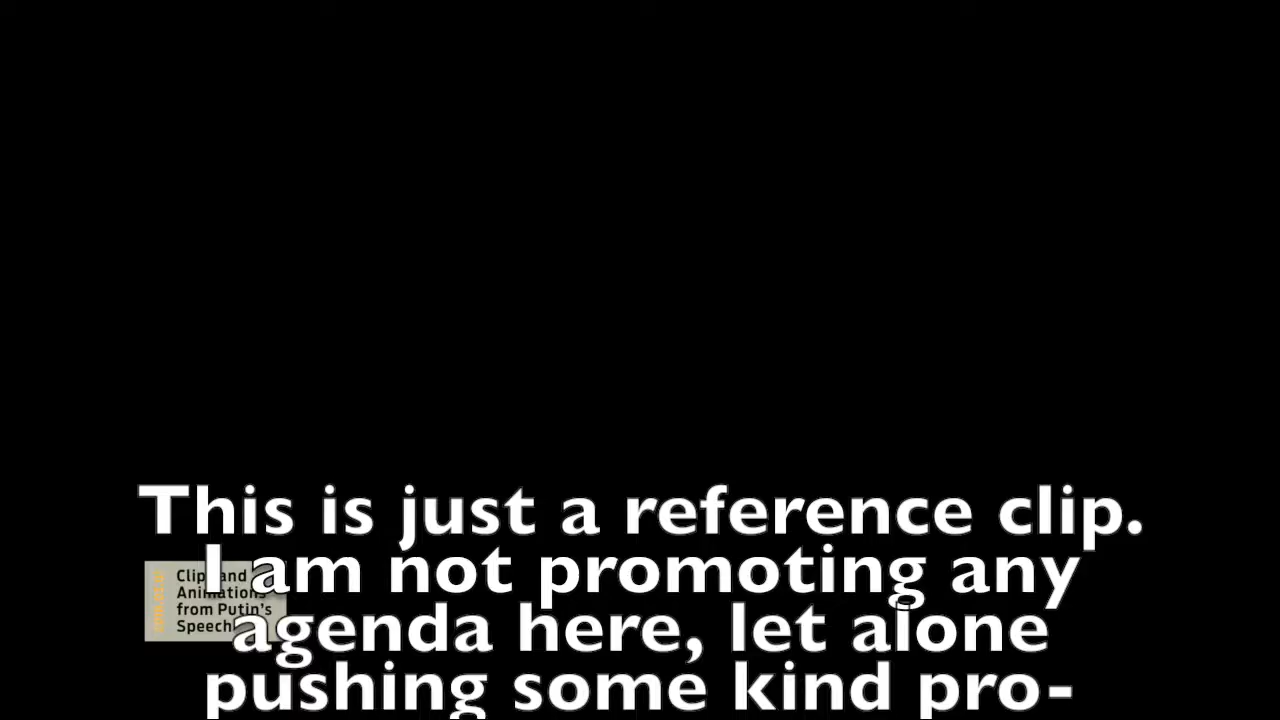 This is just a reference clip.
I am not promoting any
agenda here, let alone
pushing some kind pro-
Clip and
Animations
from Putin's
Speech